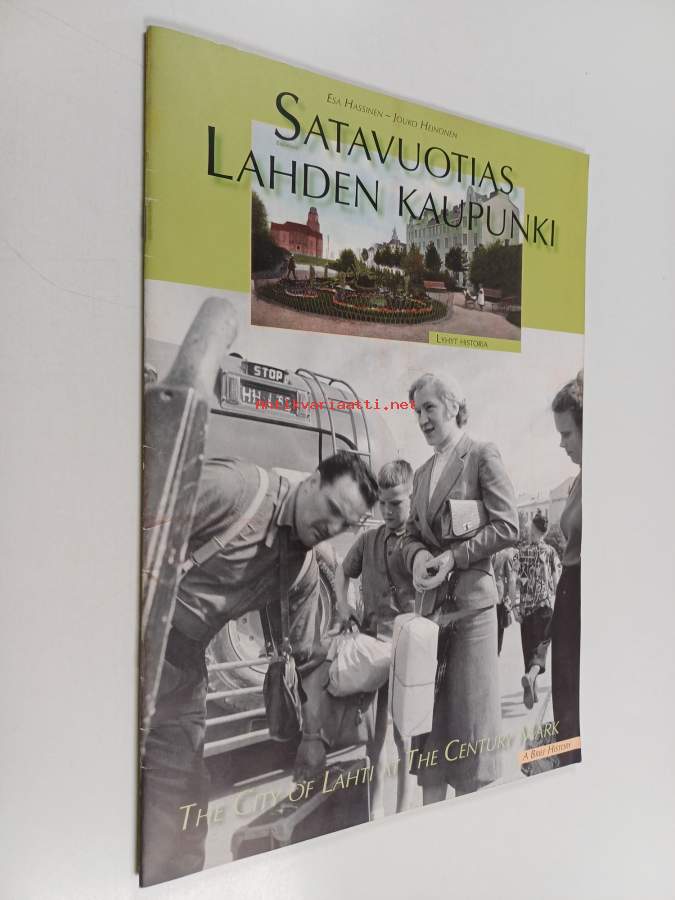 ESA HASSINEN – JOUKO HEINONEN
SATAVUOTIAS
LAHDEN KAUPUNKI
LYHYT HISTORIA
STOP
antikvariaatti.net
THE CITY OF LAHTI AT THE CENTURY MARK
A BRIEF HISTORY